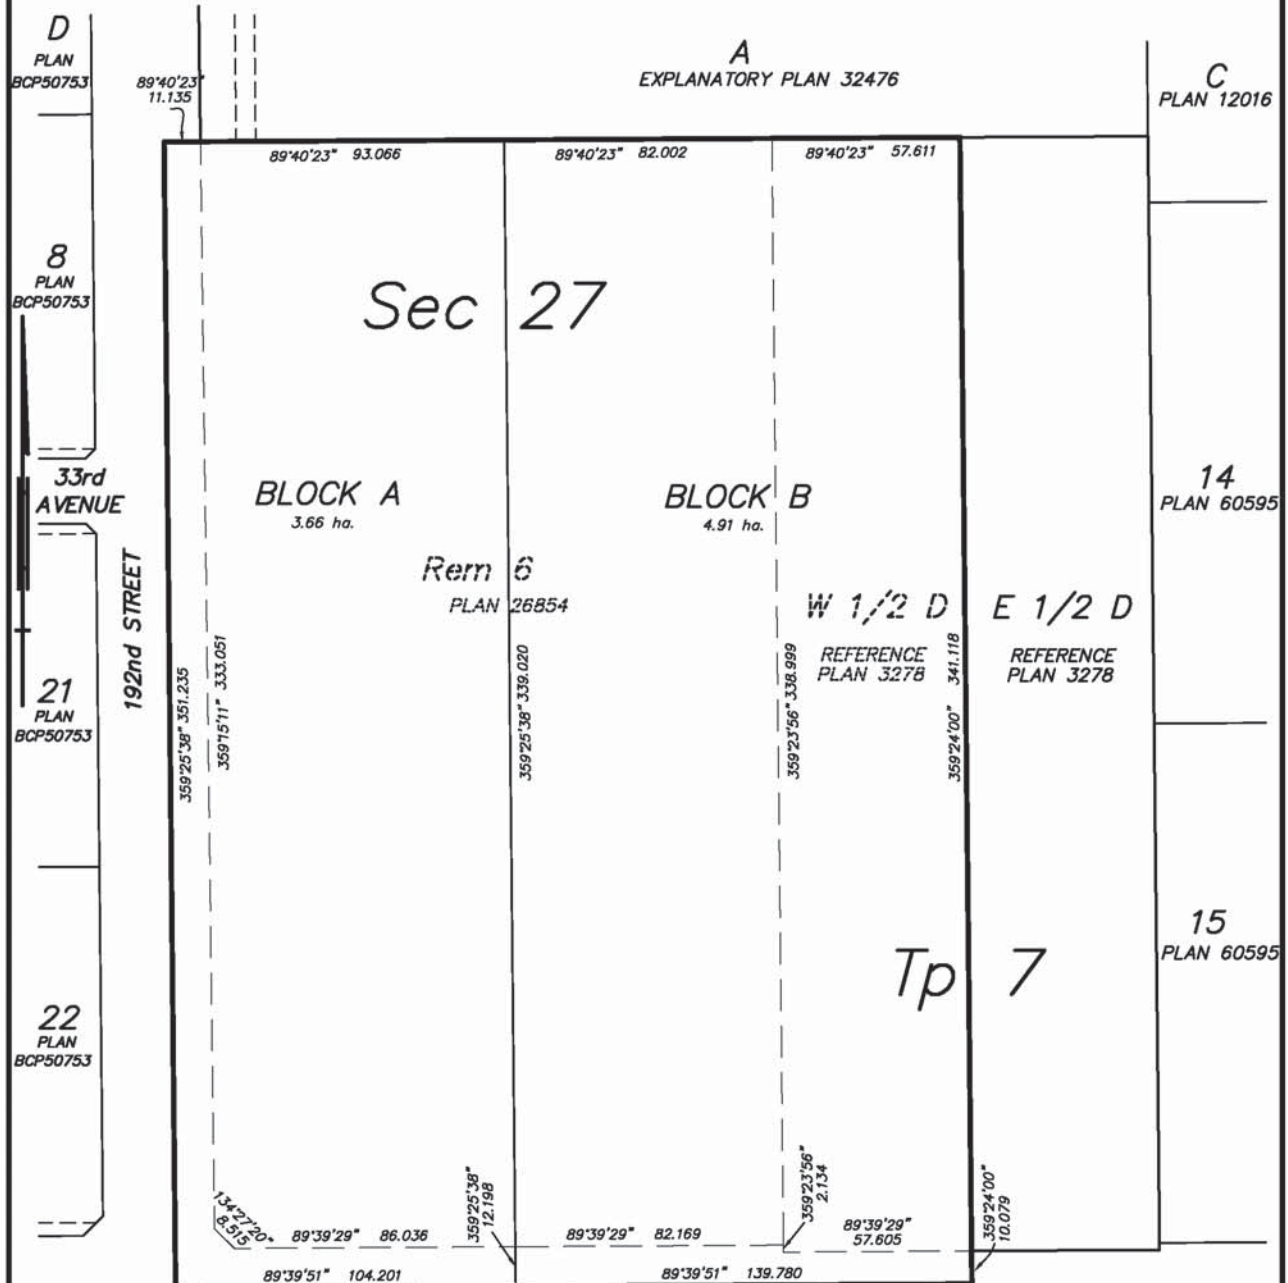 D
PLAN
BCP50753
A
EXPLANATORY PLAN 32476
C
PLAN 12016
89°40'23"
11.135
89°40'23" 93.066
89°40'23" 82.002
89°40'23" 57.611
8
PLAN
BCP50753
Sec 27
33rd
AVENUE
BLOCK A
3.66 ha.
BLOCK B
4.91 ha.
14
PLAN 60595
Rem 6
PLAN 26854
192nd STREET
W 1/2 D
REFERENCE
PLAN 3278
E 1/2 D
REFERENCE
PLAN 3278
359°25'38" 351.235
359°15'11" 333.051
359°25'38" 339.020
359°23'56" 338.999
359°24'00" 341.118
21
PLAN
BCP50753
15
PLAN 60595
Tp 7
22
PLAN
BCP50753
134°27'20"
8.515
89°39'29" 86.036
359°25'38"
12.198
89°39'29" 82.169
359°23'56"
2.134
89°39'29"
57.605
359°24'00"
10.079
89°39'51" 104.201
89°39'51" 139.780